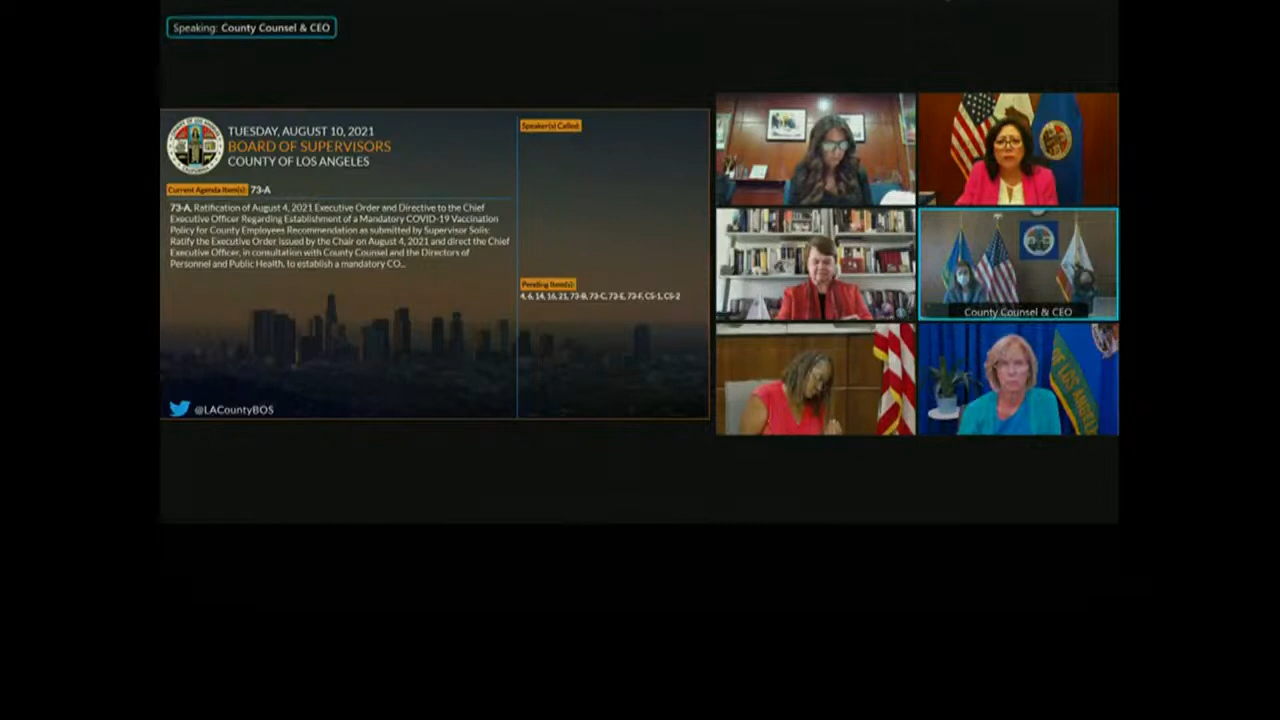 Speaking: County Counsel & CEO
TUESDAY, AUGUST 10, 2021
BOARD OF SUPERVISORS
COUNTY OF LOS ANGELES
Current Agenda Item(s): 73-A
73-A, Ratification of August 4, 2021 Executive Order and Directive to the Chief
Executive Officer Regarding Establishment of a Mandatory COVID-19 Vaccination
Policy for County Employees Recommendation as submitted by Supervisor Solis:
Ratify the Executive Order issued by the Chair on August 4, 2021 and direct the Chief
Executive Officer, in consultation with County Counsel and the Directors of
Personnel and Public Health, to establish a mandatory CO...
@LACountyBOS
Speaker(s) Called:
Pending Item(s):
4, 6, 14, 16, 21, 73-B, 73-C, 73-E, 73-F, CS-1, CS-2
County Counsel & CEO
OF LOS ANGELES